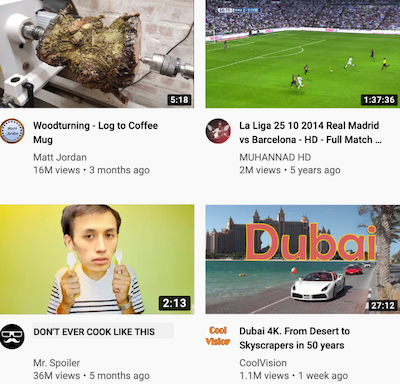 5:18
1:37:36
Woodturning - Log to Coffee
Mug
Matt Jordan
16M views • 3 months ago
La Liga 25 10 2014 Real Madrid
vs Barcelona - HD - Full Match ...
MUHANNAD HD
2M views • 5 years ago
2:13
Dubai
27:12
DON'T EVER COOK LIKE THIS
Mr. Spoiler
36M views • 5 months ago
Cool
Vision
Dubai 4K. From Desert to
Skyscrapers in 50 years
CoolVision
1.1M views • 1 week ago